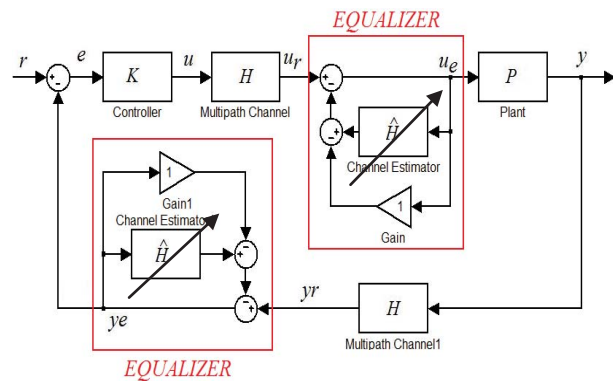 EQUALIZER
r
e
K
Controller
u
H
Multipath Channel
u_r
u_e
P
Plant
y
Ĥ
Channel Estimator
1
Gain
1
Gain1
Channel Estimator
Ĥ
ye
yr
H
Multipath Channel1
EQUALIZER